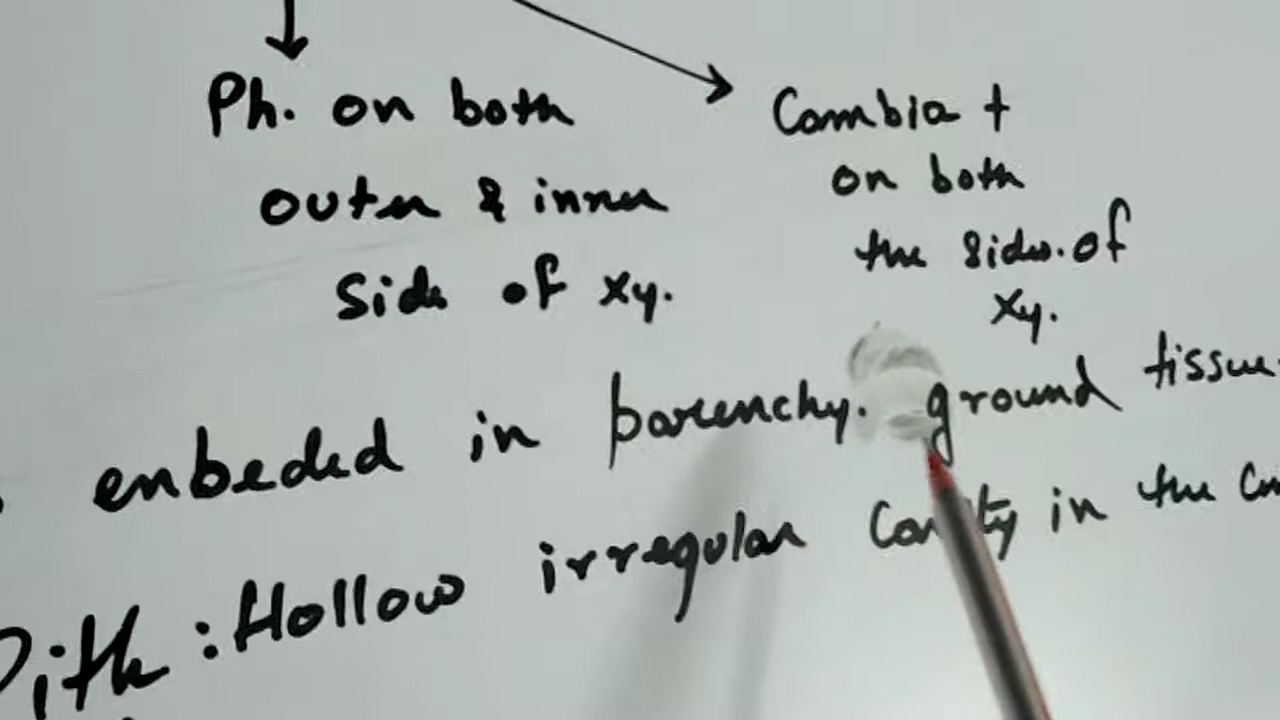 Ph. on both
outer & inner
Side of xy.
Cambia +
on both
the sides. of
Xy.
enbeded in parenchy. ground tissue
Pith : Hollow irregular Cavity in the